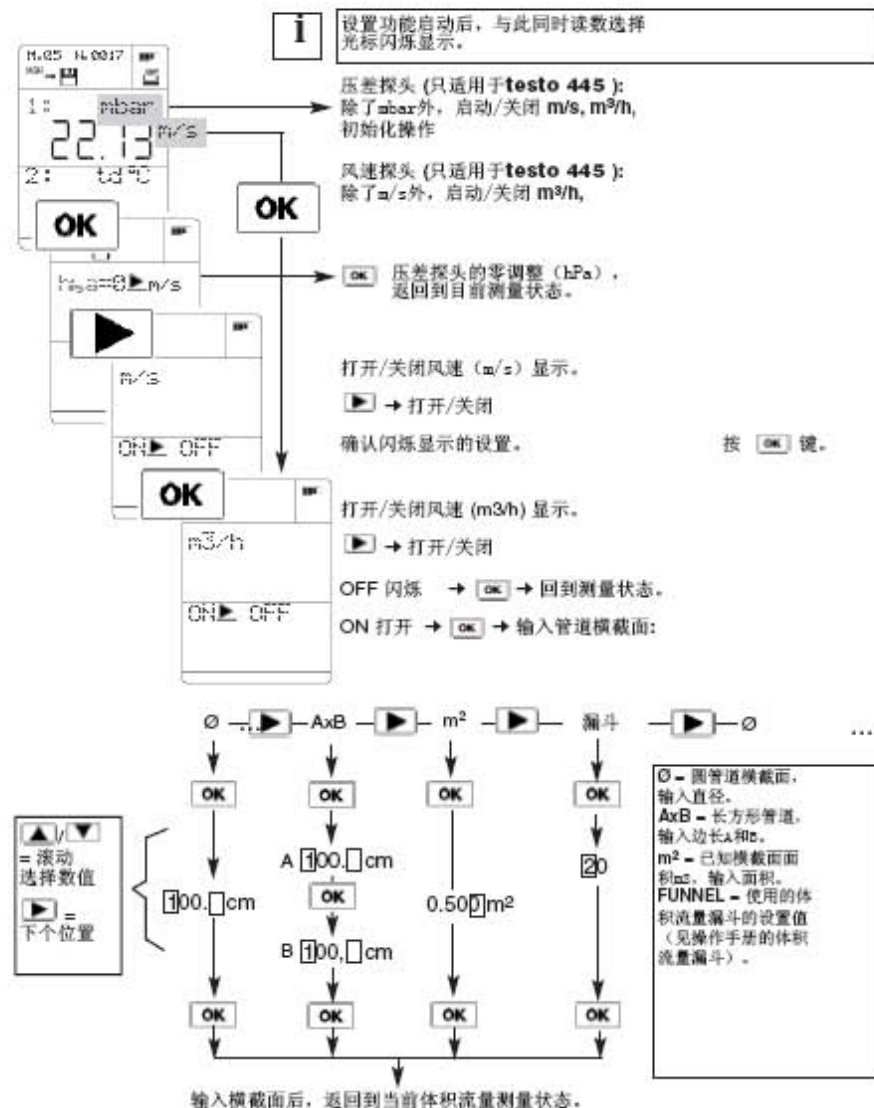 i
设置功能启动后，与此同时读数选择
光标闪烁显示。
M.05 N.0017
1: mbar
22.13 m/s
2: td°C
OK
OK
压差探头 (只适用于testo 445 ):
除了mbar外，启动/关闭 m/s, m³/h,
初始化操作
风速探头 (只适用于testo 445 ):
除了m/s外，启动/关闭 m³/h,
hPa=0▶m/s
OK 压差探头的零调整（hPa），
返回到目前测量状态。
m/s
ON▶ OFF
打开/关闭风速（m/s）显示。
▶ → 打开/关闭
确认闪烁显示的设置。 按 OK 键。
OK
m3/h
ON▶ OFF
打开/关闭风速 (m3/h) 显示。
▶ → 打开/关闭
OFF 闪烁 → OK → 回到测量状态。
ON 打开 → OK → 输入管道横截面:
Ø ... ▶ AxB ▶ m² ▶ 漏斗 ▶ Ø ...
OK OK OK OK
▲/▼
= 滚动
选择数值
▶ =
下个位置
100. cm
A 100. cm
OK
B 100, cm
0.500 m²
20
OK OK OK OK
Ø = 圆管道横截面，
输入直径。
AxB = 长方形管道，
输入边长A和B。
m² = 已知横截面面
积m2，输入面积。
FUNNEL = 使用的体
积流量漏斗的设置值
（见操作手册的体积
流量漏斗）。
输入横截面后，返回到当前体积流量测量状态。